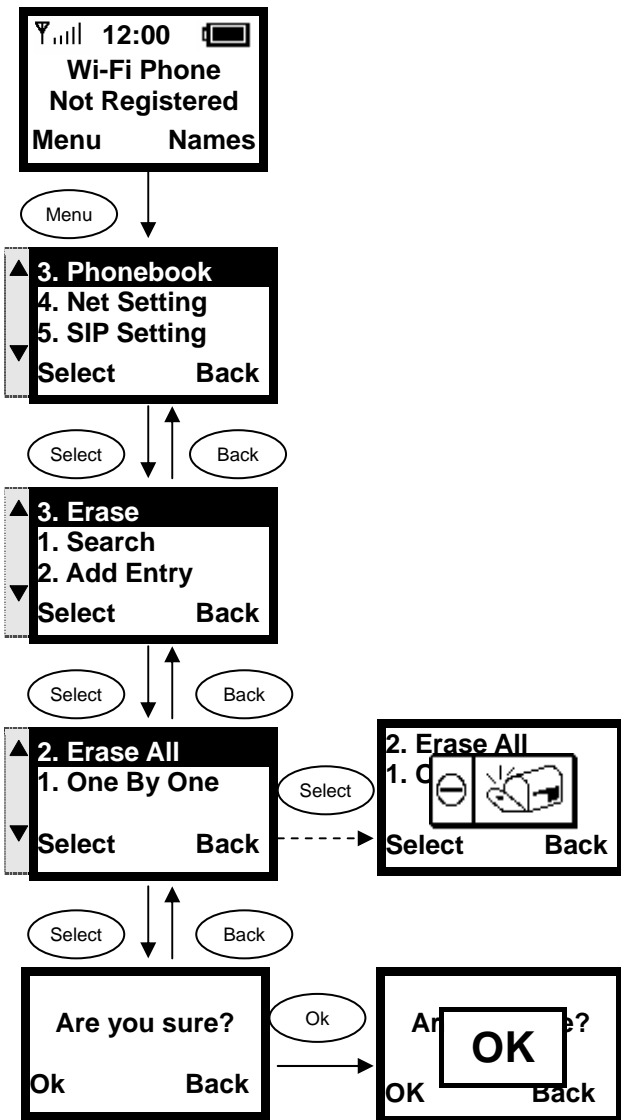 12:00
Wi-Fi Phone
Not Registered
Menu Names
Menu
3. Phonebook
4. Net Setting
5. SIP Setting
Select Back
Select Back
3. Erase
1. Search
2. Add Entry
Select Back
Select Back
2. Erase All
1. One By One
Select Back
Select
2. Erase All
1.
Select Back
Select Back
Are you sure?
Ok Back
Ok
OK
OK Back